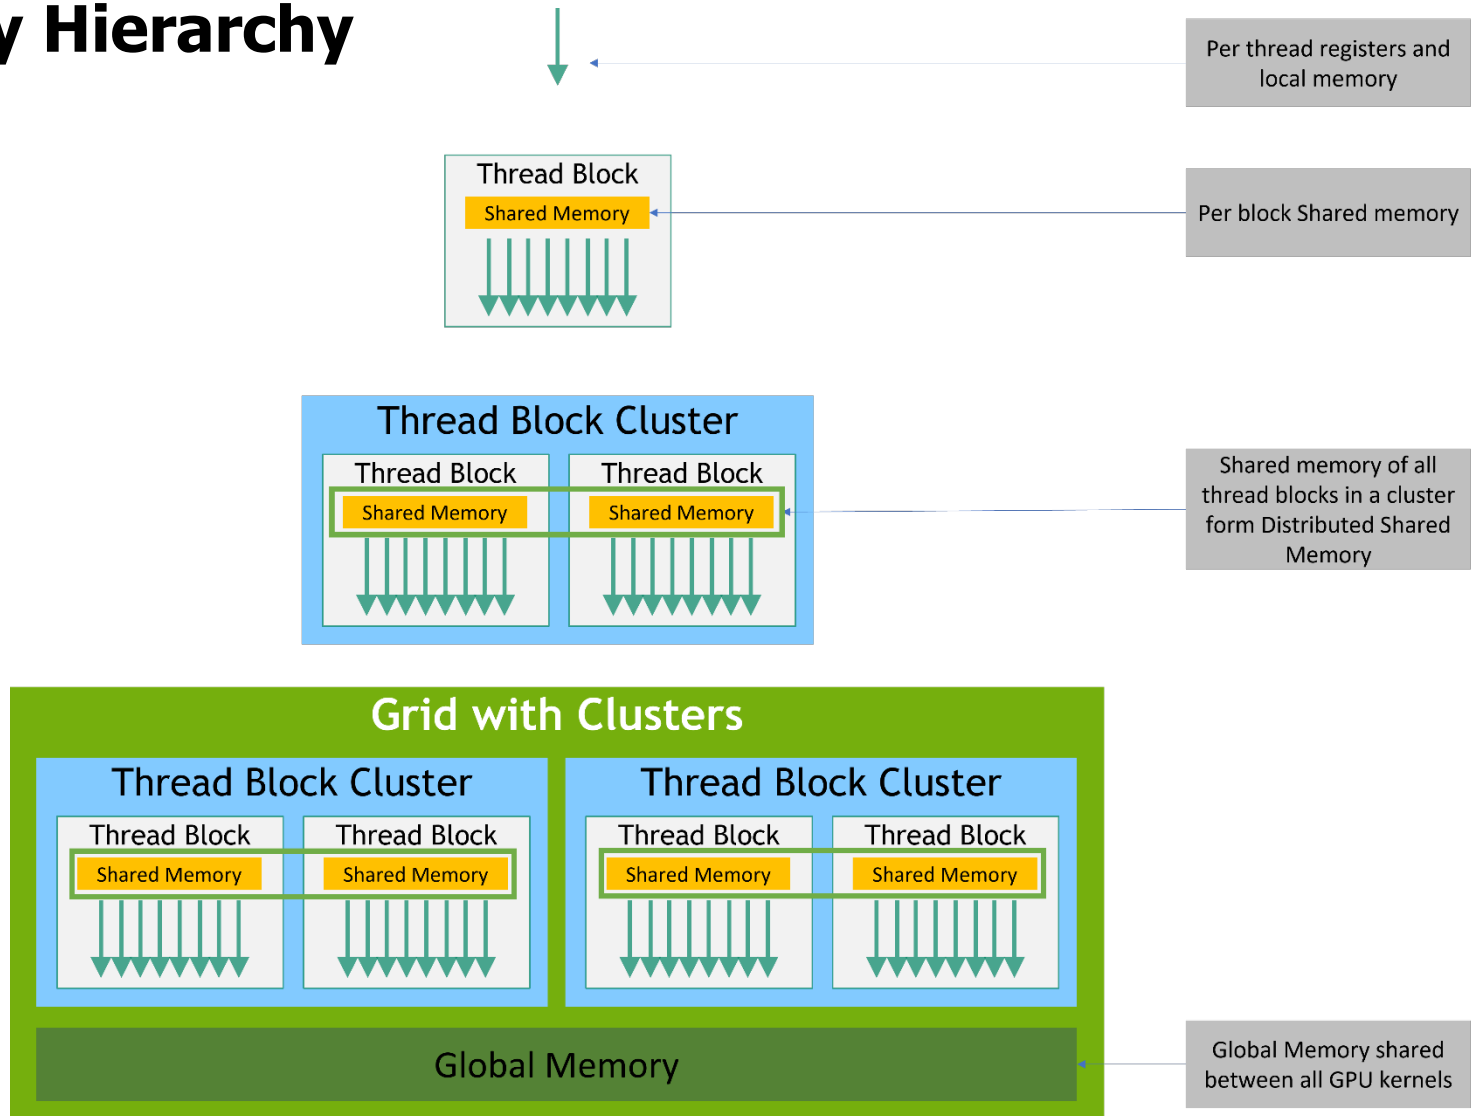 y Hierarchy
Per thread registers and
local memory
Thread Block
Shared Memory
Per block Shared memory
Thread Block Cluster
Thread Block
Thread Block
Shared Memory
Shared Memory
Shared memory of all
thread blocks in a cluster
form Distributed Shared
Memory
Grid with Clusters
Thread Block Cluster
Thread Block
Thread Block
Shared Memory
Shared Memory
Thread Block Cluster
Thread Block
Thread Block
Shared Memory
Shared Memory
Global Memory
Global Memory shared
between all GPU kernels